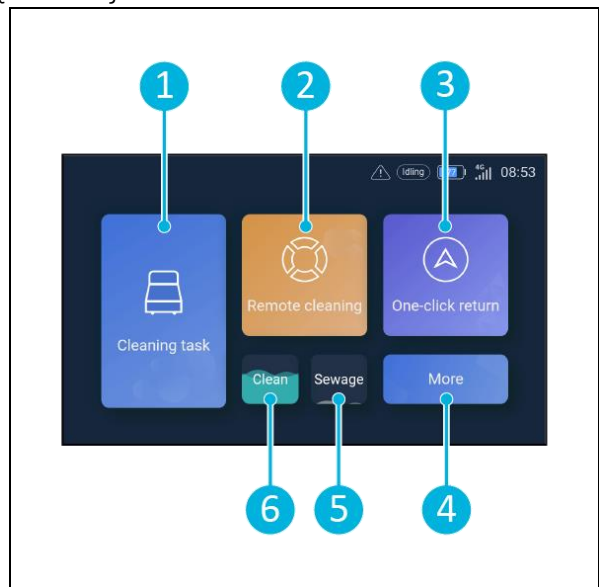 1 2 3
Idling 77 4G 08:53
Remote cleaning One-click return
Cleaning task
Clean Sewage More
6 5 4